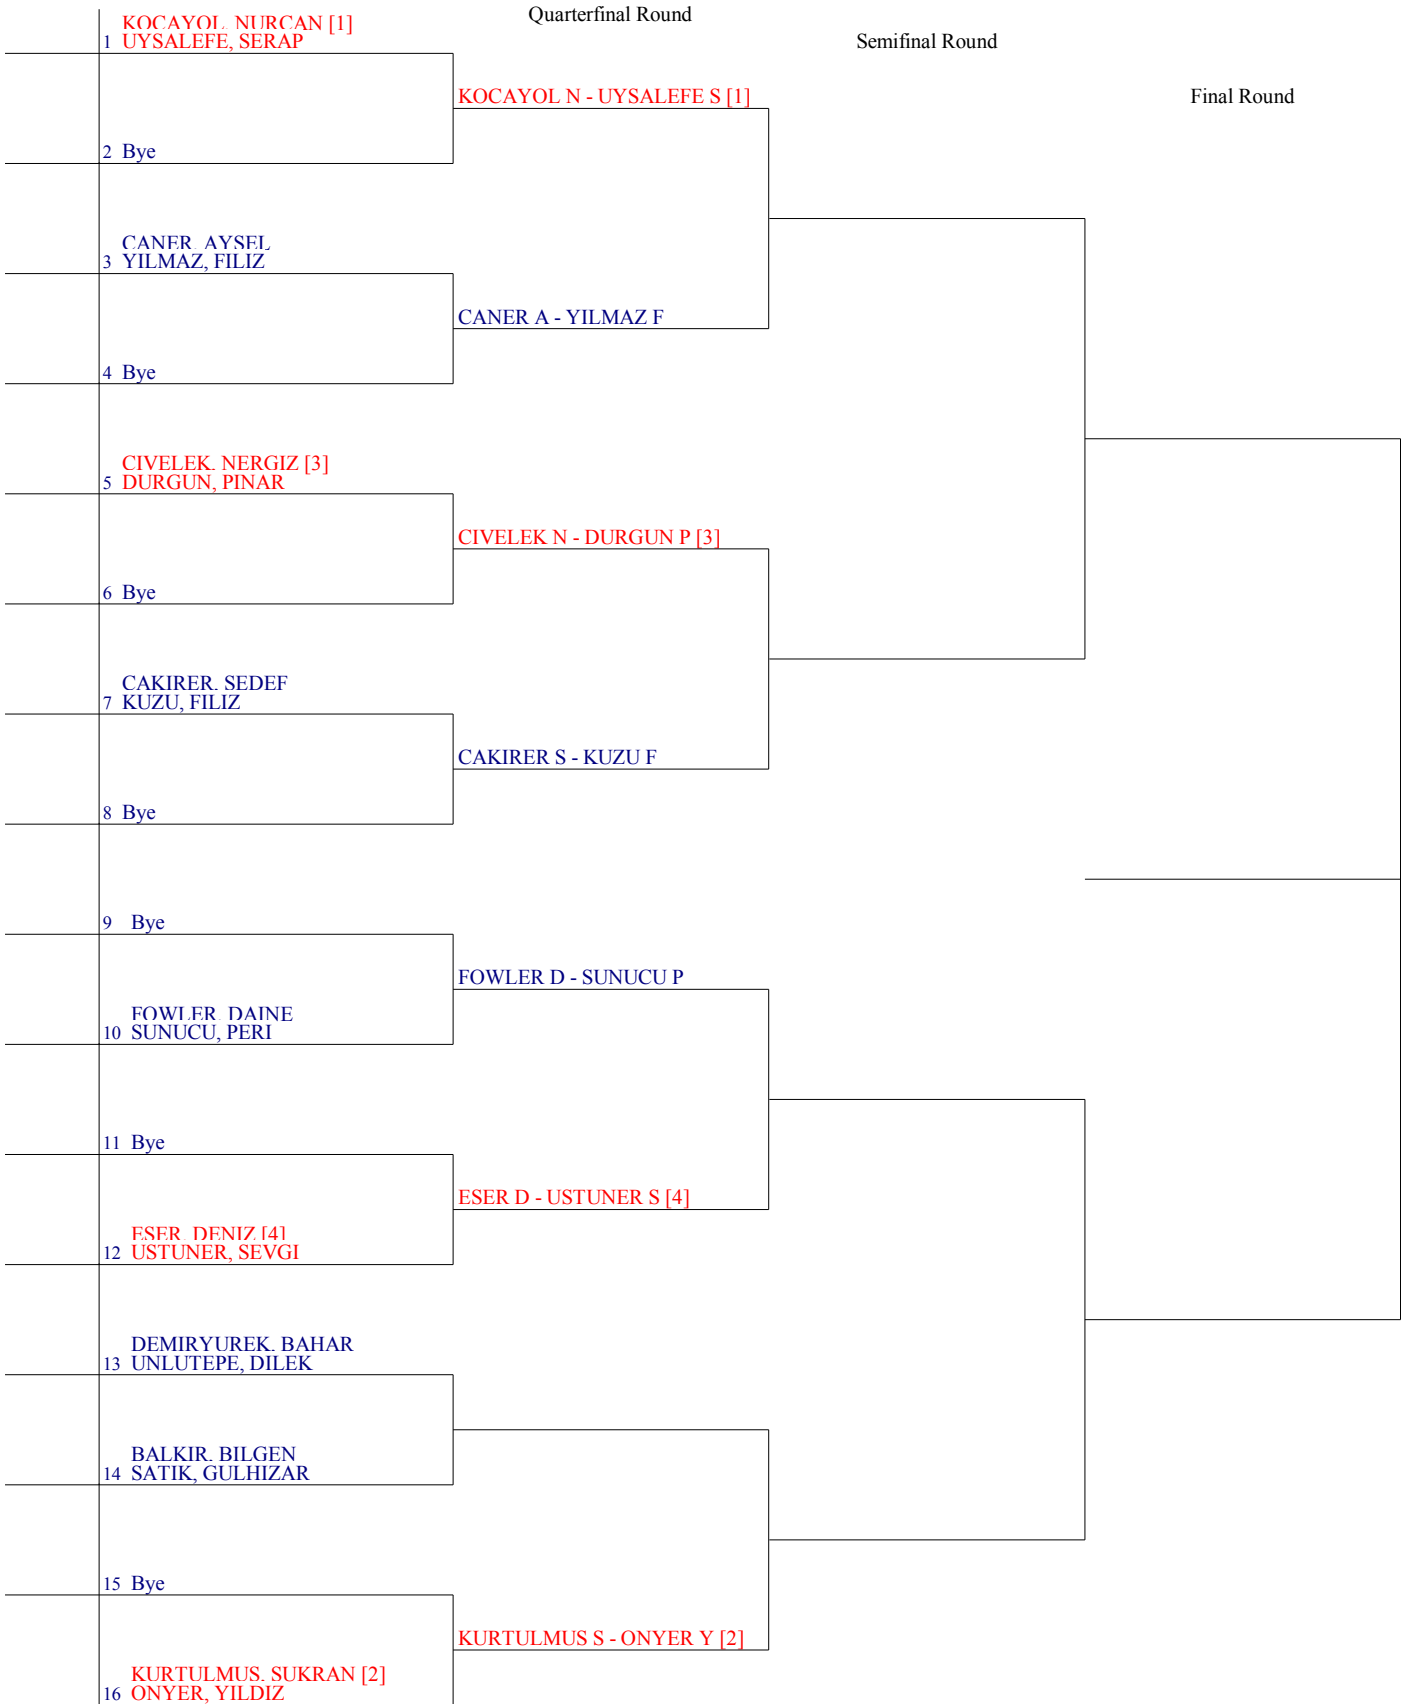 Quarterfinal Round
Semifinal Round
Final Round
KOCAYOL, NURCAN [1]
1 UYSALEFE, SERAP
KOCAYOL N - UYSALEFE S [1]
2 Bye
CANER, AYSEL
3 YILMAZ, FILIZ
CANER A - YILMAZ F
4 Bye
CIVELEK, NERGIZ [3]
5 DURGUN, PINAR
CIVELEK N - DURGUN P [3]
6 Bye
CAKIRER, SEDEF
7 KUZU, FILIZ
CAKIRER S - KUZU F
8 Bye
9 Bye
FOWLER D - SUNUCU P
FOWLER, DAINE
10 SUNUCU, PERI
11 Bye
ESER D - USTUNER S [4]
ESER, DENIZ [4]
12 USTUNER, SEVGI
DEMIRYUREK, BAHAR
13 UNLUTEPE, DILEK
BALKIR, BILGEN
14 SATIK, GULHIZAR
15 Bye
KURTULMUS S - ONYER Y [2]
KURTULMUS, SUKRAN [2]
16 ONYER, YILDIZ